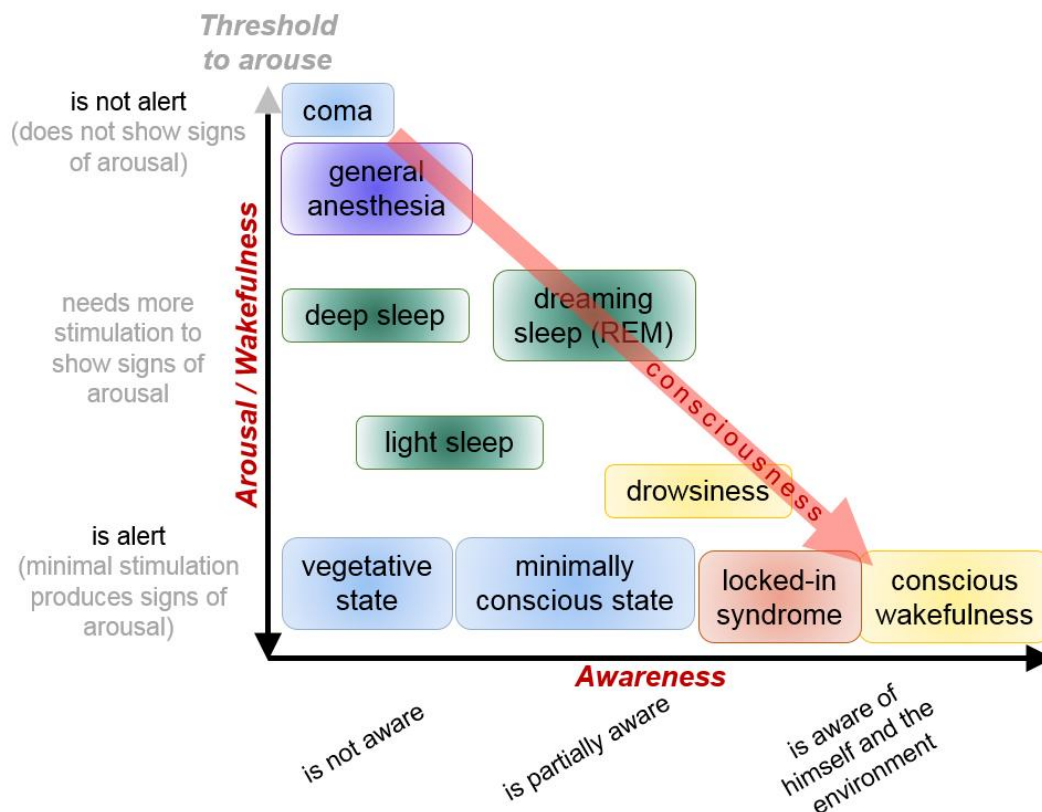 Threshold
to arouse
is not alert
(does not show signs
of arousal)
coma
general
anesthesia
Arousal / Wakefulness
needs more
stimulation to
show signs of
arousal
deep sleep
dreaming
sleep (REM)
consciousness
light sleep
drowsiness
is alert
(minimal stimulation
produces signs of
arousal)
vegetative
state
minimally
conscious state
locked-in
syndrome
conscious
wakefulness
Awareness
is not aware
is partially aware
is aware of
himself and the
environment